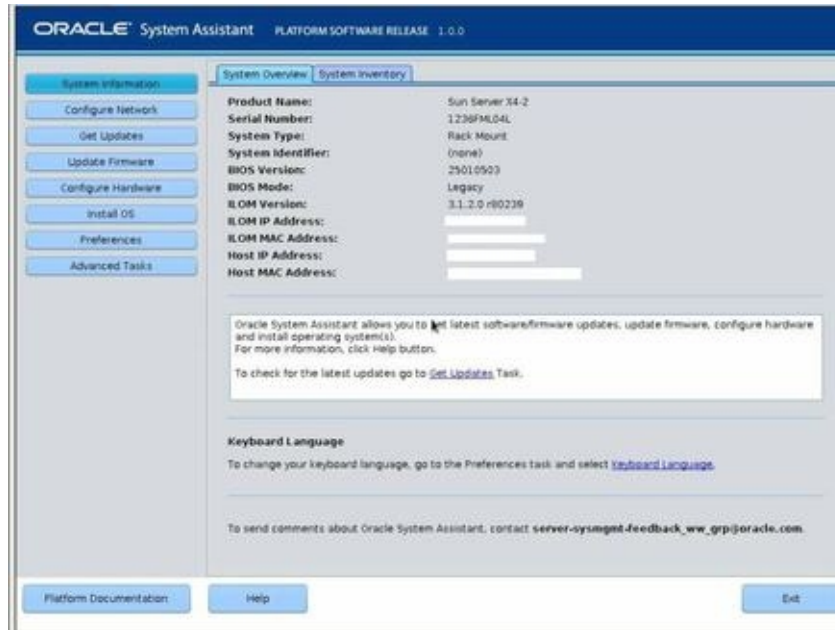 ORACLE System Assistant PLATFORM SOFTWARE RELEASE 1.0.0
System Information
Configure Network
Get Updates
Update Firmware
Configure Hardware
Install OS
Preferences
Advanced Tasks
System Overview
System Inventory
Product Name: Sun Server X4-2
Serial Number: 1236FML04L
System Type: Rack Mount
System Identifier: (none)
BIOS Version: 25010503
BIOS Mode: Legacy
ILOM Version: 3.1.2.0 r80239
ILOM IP Address:
ILOM MAC Address:
Host IP Address:
Host MAC Address:
Oracle System Assistant allows you to get latest software/firmware updates, update firmware, configure hardware
and install operating system(s).
For more information, click Help button.
To check for the latest updates go to Get Updates Task.
Keyboard Language
To change your keyboard language, go to the Preferences task and select Keyboard Language.
To send comments about Oracle System Assistant, contact server-sysmgmt-feedback_ww_grp@oracle.com.
Platform Documentation
Help
Exit